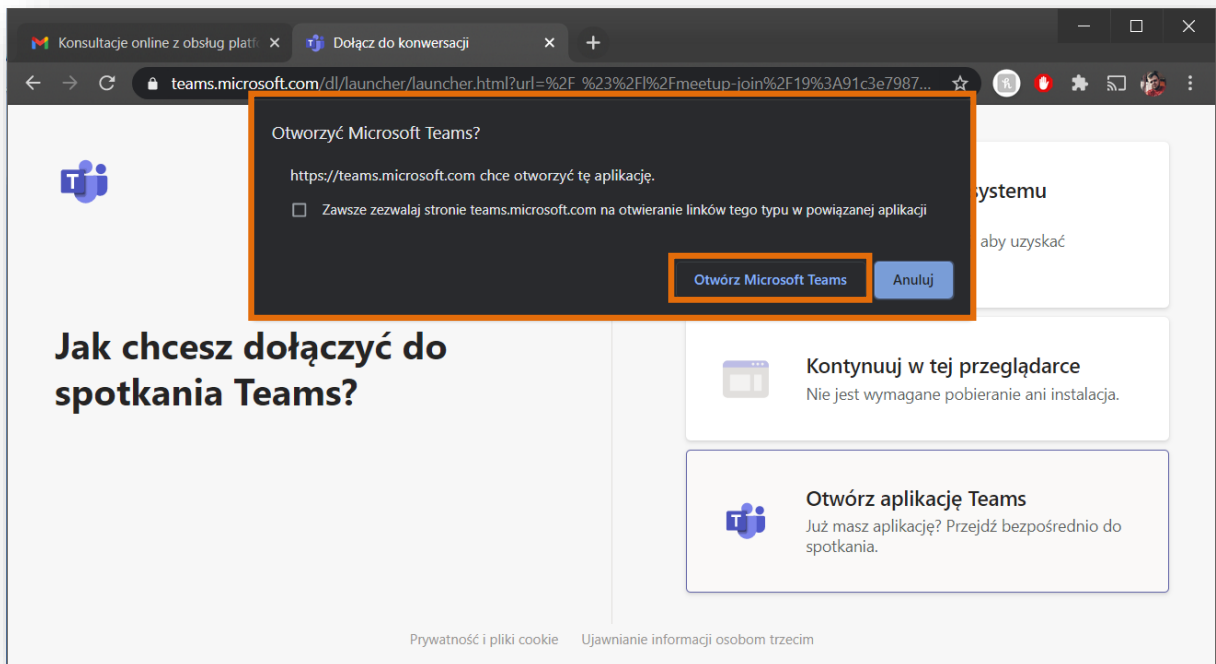 Konsultacje online z obsług platfo
Dołącz do konwersacji
teams.microsoft.com/dl/launcher/launcher.html?url=%2F_%23%2Fl%2Fmeetup-join%2F19%3A91c3e7987...
Otworzyć Microsoft Teams?
https://teams.microsoft.com chce otworzyć tę aplikację.
Zawsze zezwalaj stronie teams.microsoft.com na otwieranie linków tego typu w powiązanej aplikacji
Otwórz Microsoft Teams
Anuluj
systemu
aby uzyskać
Jak chcesz dołączyć do
spotkania Teams?
Kontynuuj w tej przeglądarce
Nie jest wymagane pobieranie ani instalacja.
Otwórz aplikację Teams
Już masz aplikację? Przejdź bezpośrednio do
spotkania.
Prywatność i pliki cookie
Ujawnianie informacji osobom trzecim